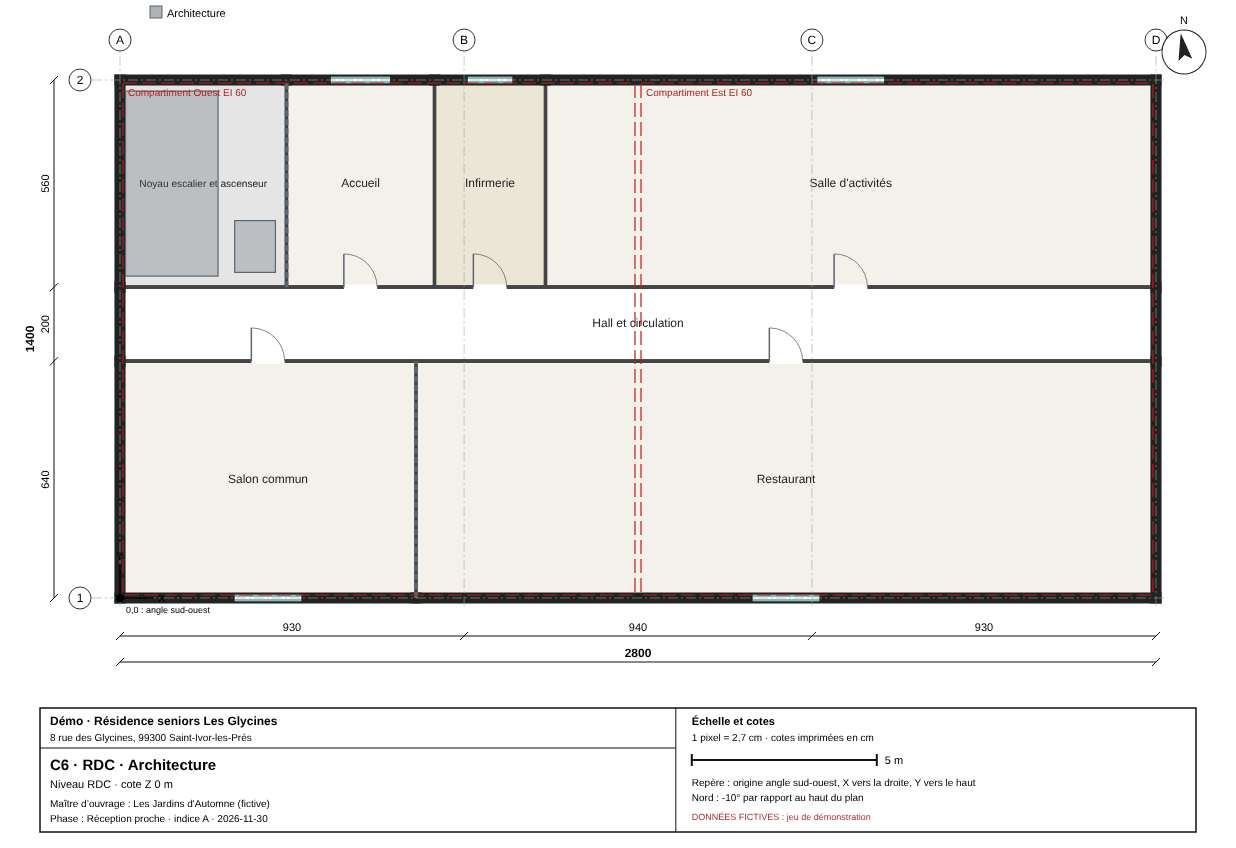 Architecture
N
A
B
C
D
2
Compartiment Ouest EI 60
Compartiment Est EI 60
560
Noyau escalier et ascenseur
Accueil
Infirmerie
Salle d'activités
200
1400
Hall et circulation
640
Salon commun
Restaurant
1
0,0 : angle sud-ouest
930
940
930
2800
Démo · Résidence seniors Les Glycines
8 rue des Glycines, 99300 Saint-Ivor-les-Prés
C6 · RDC · Architecture
Niveau RDC · cote Z 0 m
Maître d'ouvrage : Les Jardins d'Automne (fictive)
Phase : Réception proche · indice A · 2026-11-30
Échelle et cotes
1 pixel = 2,7 cm · cotes imprimées en cm
5 m
Repère : origine angle sud-ouest, X vers la droite, Y vers le haut
Nord : -10° par rapport au haut du plan
DONNÉES FICTIVES : jeu de démonstration